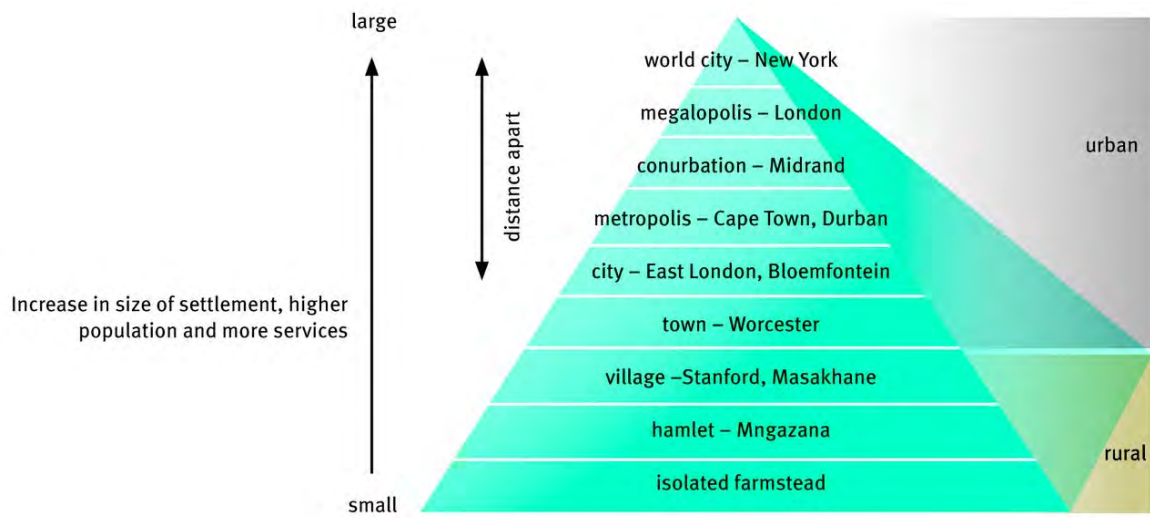 large
world city – New York
megalopolis – London
urban
conurbation – Midrand
distance apart
metropolis – Cape Town, Durban
city – East London, Bloemfontein
Increase in size of settlement, higher
population and more services
town – Worcester
village –Stanford, Masakhane
hamlet – Mngazana
rural
isolated farmstead
small